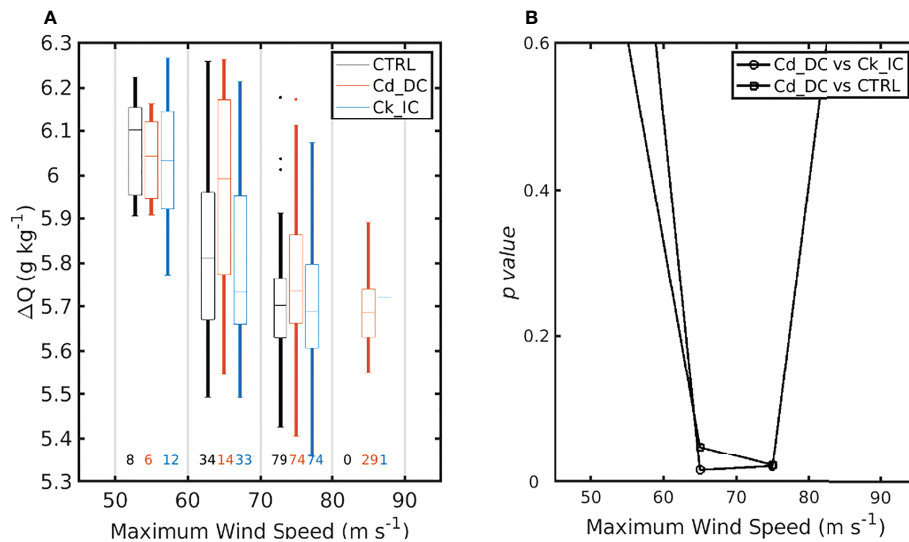 A
6.3
6.2
6.1
6
5.9
5.8
5.7
5.6
5.5
5.4
5.3
ΔQ (g kg-1)
CTRL
Cd_DC
Ck_IC
8 6 12 34 14 33 79 74 74 0 29 1
50 60 70 80 90
Maximum Wind Speed (m s-1)
B
0.6
0.4
0.2
0
p value
Cd_DC vs Ck_IC
Cd_DC vs CTRL
50 60 70 80 90
Maximum Wind Speed (m s-1)